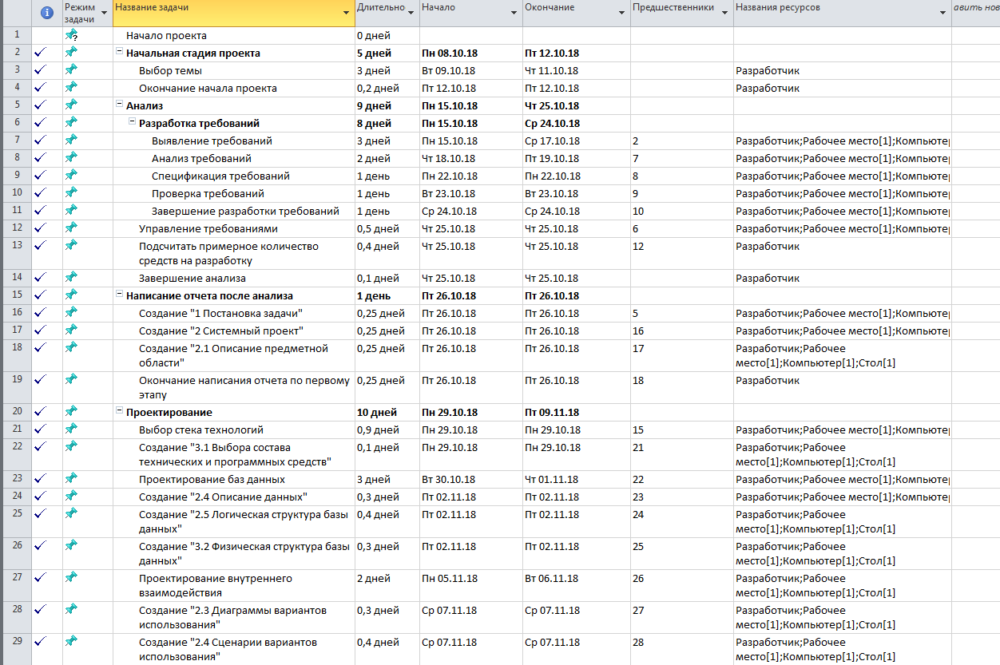 Режим задачи Название задачи Длительно Начало Окончание Предшественники Названия ресурсов авить нов
1 Начало проекта 0 дней
2 Начальная стадия проекта 5 дней Пн 08.10.18 Пт 12.10.18
3 Выбор темы 3 дней Вт 09.10.18 Чт 11.10.18 Разработчик
4 Окончание начала проекта 0,2 дней Пт 12.10.18 Пт 12.10.18 Разработчик
5 Анализ 9 дней Пн 15.10.18 Чт 25.10.18
6 Разработка требований 8 дней Пн 15.10.18 Ср 24.10.18
7 Выявление требований 3 дней Пн 15.10.18 Ср 17.10.18 2 Разработчик;Рабочее место[1];Компьютер
8 Анализ требований 2 дней Чт 18.10.18 Пт 19.10.18 7 Разработчик;Рабочее место[1];Компьютер
9 Спецификация требований 1 день Пн 22.10.18 Пн 22.10.18 8 Разработчик;Рабочее место[1];Компьютер
10 Проверка требований 1 день Вт 23.10.18 Вт 23.10.18 9 Разработчик;Рабочее место[1];Компьютер
11 Завершение разработки требований 1 день Ср 24.10.18 Ср 24.10.18 10 Разработчик;Рабочее место[1];Компьютер
12 Управление требованиями 0,5 дней Чт 25.10.18 Чт 25.10.18 6 Разработчик;Рабочее место[1];Компьютер
13 Подсчитать примерное количество 0,4 дней Чт 25.10.18 Чт 25.10.18 12 Разработчик
средств на разработку
14 Завершение анализа 0,1 дней Чт 25.10.18 Чт 25.10.18 Разработчик
15 Написание отчета после анализа 1 день Пт 26.10.18 Пт 26.10.18
16 Создание "1 Постановка задачи" 0,25 дней Пт 26.10.18 Пт 26.10.18 5 Разработчик;Рабочее место[1];Компьютер
17 Создание "2 Системный проект" 0,25 дней Пт 26.10.18 Пт 26.10.18 16 Разработчик;Рабочее место[1];Компьютер
18 Создание "2.1 Описание предметной 0,25 дней Пт 26.10.18 Пт 26.10.18 17 Разработчик;Рабочее
области" место[1];Компьютер[1];Стол[1]
19 Окончание написания отчета по первому 0,25 дней Пт 26.10.18 Пт 26.10.18 18 Разработчик
этапу
20 Проектирование 10 дней Пн 29.10.18 Пт 09.11.18
21 Выбор стека технологий 0,9 дней Пн 29.10.18 Пн 29.10.18 15 Разработчик;Рабочее место[1];Компьютер
22 Создание "3.1 Выбора состава 0,1 дней Пн 29.10.18 Пн 29.10.18 21 Разработчик;Рабочее
технических и программных средств" место[1];Компьютер[1];Стол[1]
23 Проектирование баз данных 3 дней Вт 30.10.18 Чт 01.11.18 22 Разработчик;Рабочее место[1];Компьютер
24 Создание "2.4 Описание данных" 0,3 дней Пт 02.11.18 Пт 02.11.18 23 Разработчик;Рабочее место[1];Компьютер
25 Создание "2.5 Логическая структура базы 0,4 дней Пт 02.11.18 Пт 02.11.18 24 Разработчик;Рабочее
данных" место[1];Компьютер[1];Стол[1]
26 Создание "3.2 Физическая структура базы 0,3 дней Пт 02.11.18 Пт 02.11.18 25 Разработчик;Рабочее
данных" место[1];Компьютер[1];Стол[1]
27 Проектирование внутреннего 2 дней Пн 05.11.18 Вт 06.11.18 26 Разработчик;Рабочее
взаимодействия место[1];Компьютер[1];Стол[1]
28 Создание "2.3 Диаграммы вариантов 0,3 дней Ср 07.11.18 Ср 07.11.18 27 Разработчик;Рабочее
использования" место[1];Компьютер[1];Стол[1]
29 Создание "2.4 Сценарии вариантов 0,4 дней Ср 07.11.18 Ср 07.11.18 28 Разработчик;Рабочее
использования" место[1];Компьютер[1];Стол[1]